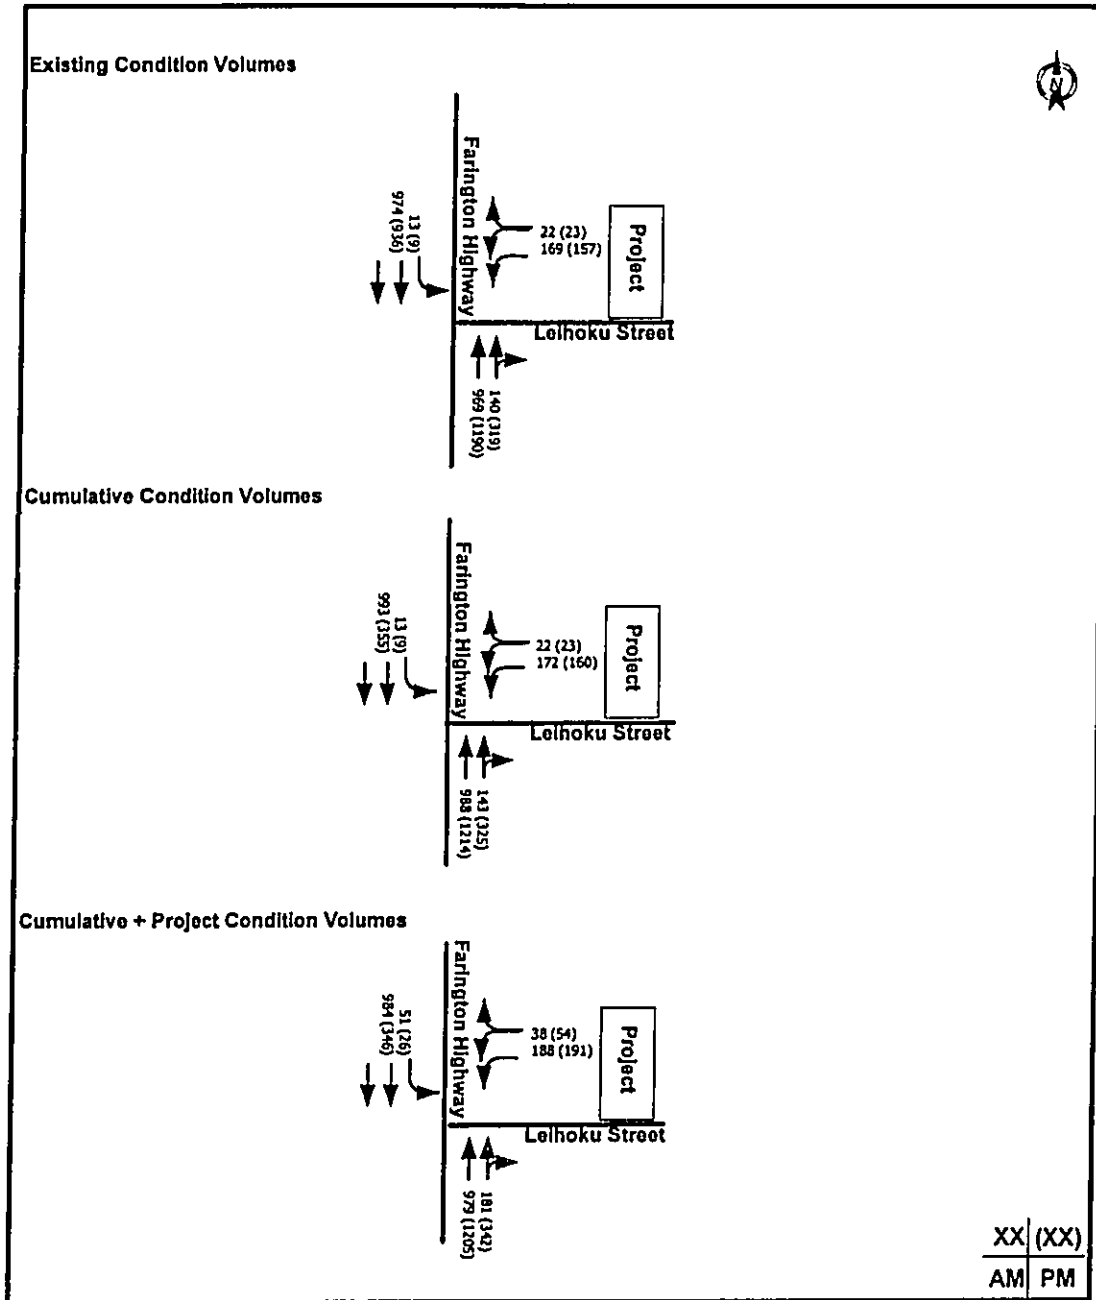 Existing Condition Volumes
N
Farington Highway
974 (936)
13 (9)
22 (23)
169 (157)
Project
Leihoku Street
969 (1190)
140 (319)
Cumulative Condition Volumes
Farington Highway
993 (355)
13 (9)
22 (23)
172 (160)
Project
Leihoku Street
988 (1214)
143 (325)
Cumulative + Project Condition Volumes
Farington Highway
984 (346)
51 (26)
38 (54)
188 (191)
Project
Leihoku Street
979 (1205)
181 (342)
XX (XX)
AM PM